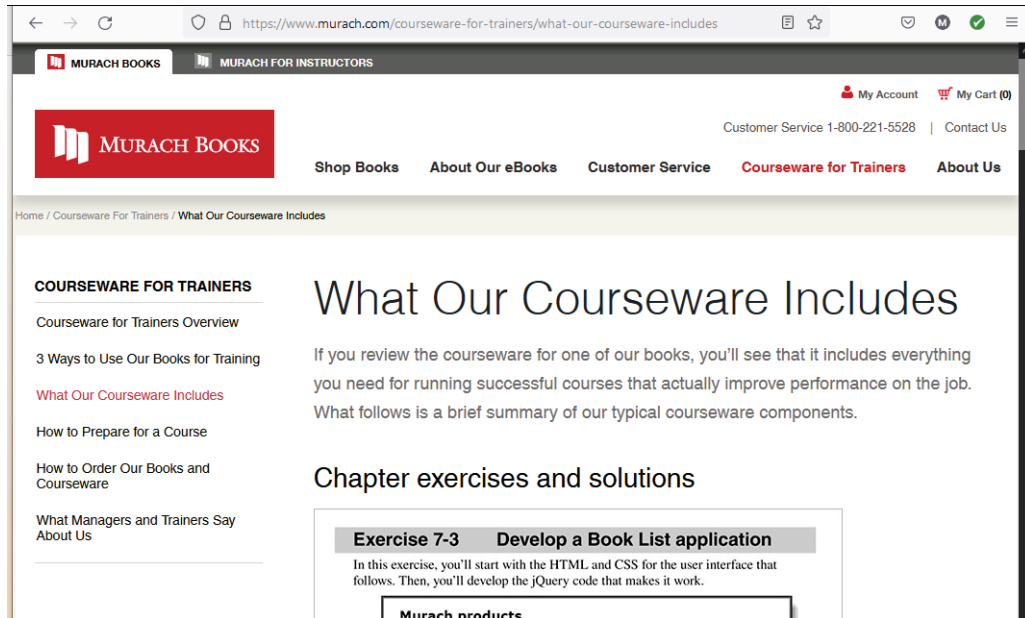 https://www.murach.com/courseware-for-trainers/what-our-courseware-includes
MURACH BOOKS
MURACH FOR INSTRUCTORS
My Account
My Cart (0)
Customer Service 1-800-221-5528 | Contact Us
MURACH BOOKS
Shop Books
About Our eBooks
Customer Service
Courseware for Trainers
About Us
Home / Courseware For Trainers / What Our Courseware Includes
COURSEWARE FOR TRAINERS
Courseware for Trainers Overview
3 Ways to Use Our Books for Training
What Our Courseware Includes
How to Prepare for a Course
How to Order Our Books and
Courseware
What Managers and Trainers Say
About Us
What Our Courseware Includes
If you review the courseware for one of our books, you’ll see that it includes everything
you need for running successful courses that actually improve performance on the job.
What follows is a brief summary of our typical courseware components.
Chapter exercises and solutions
Exercise 7-3 Develop a Book List application
In this exercise, you’ll start with the HTML and CSS for the user interface that
follows. Then, you’ll develop the jQuery code that makes it work.
Murach products